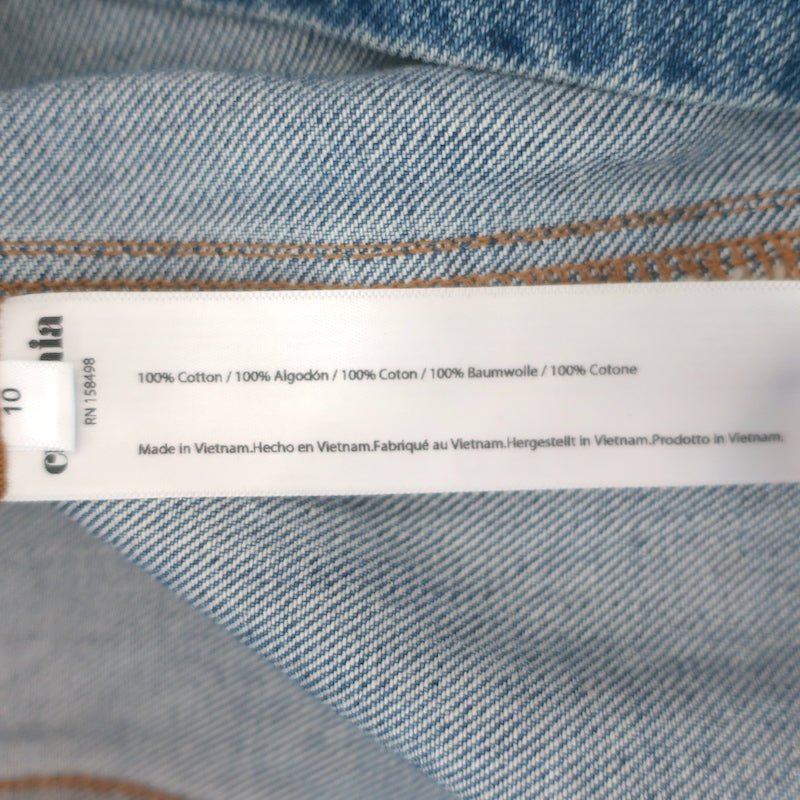 10
RN 158498
100% Cotton / 100% Algodón / 100% Coton / 100% Baumwolle / 100% Cotone
Made in Vietnam.Hecho en Vietnam.Fabriqué au Vietnam.Hergestellt in Vietnam.Prodotto in Vietnam.